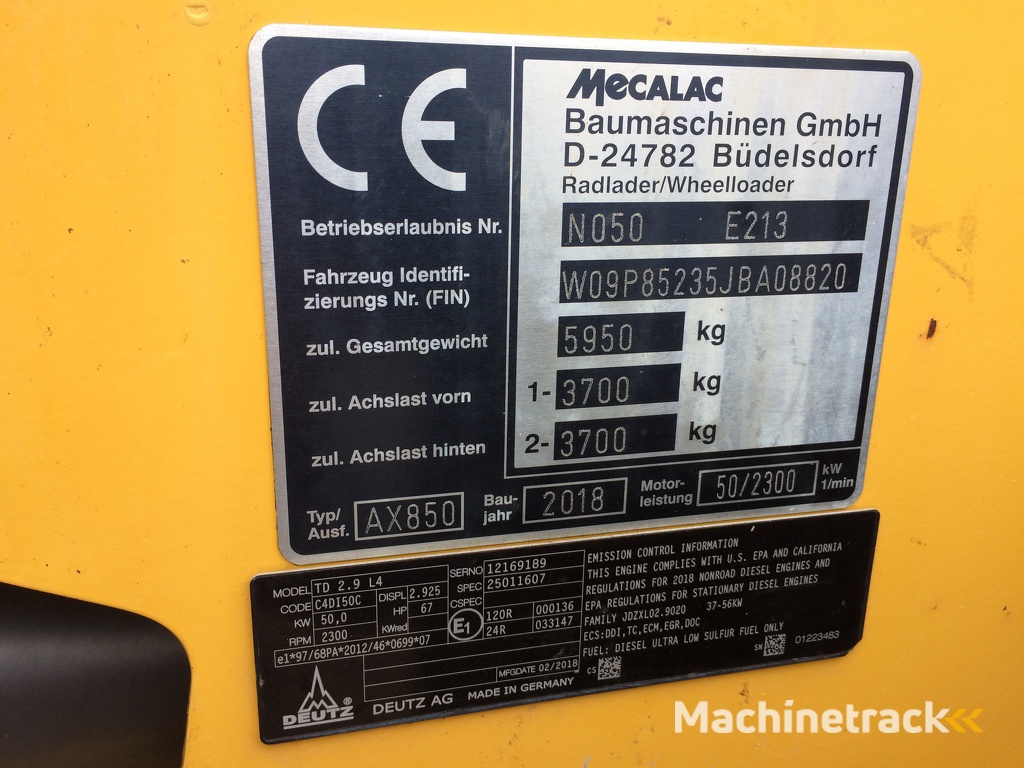 CE
MECALAC
Baumaschinen GmbH
D-24782 Büdelsdorf
Radlader/Wheelloader
Betriebserlaubnis Nr. N050 E213
Fahrzeug Identifi-
zierungs Nr. (FIN) W09P85235JBA08820
zul. Gesamtgewicht 5950 kg
zul. Achslast vorn 1- 3700 kg
zul. Achslast hinten 2- 3700 kg
Typ/
Ausf. AX850
Bau-
jahr 2018
Motor-
leistung 50/2300 kW
1/min
MODEL TD 2.9 L4
CODE C4DI50C
KW 50,0
RPM 2300
DISPL 2.925
HP 67
KWred
e1*97/68PA*2012/46*0699*07
SERNO 12169189
SPEC 25011607
CSPEC
E1 120R 000136
24R 033147
MFGDATE 02/2018
DEUTZ ®
DEUTZ AG MADE IN GERMANY
EMISSION CONTROL INFORMATION
THIS ENGINE COMPLIES WITH U.S. EPA AND CALIFORNIA
REGULATIONS FOR 2018 NONROAD DIESEL ENGINES AND
EPA REGULATIONS FOR STATIONARY DIESEL ENGINES
FAMILY JDZXL02.9020 37-56KW
ECS:DDI,TC,ECM,EGR,DOC
FUEL: DIESEL ULTRA LOW SULFUR FUEL ONLY
CS
SN
01223483
Machinetrack